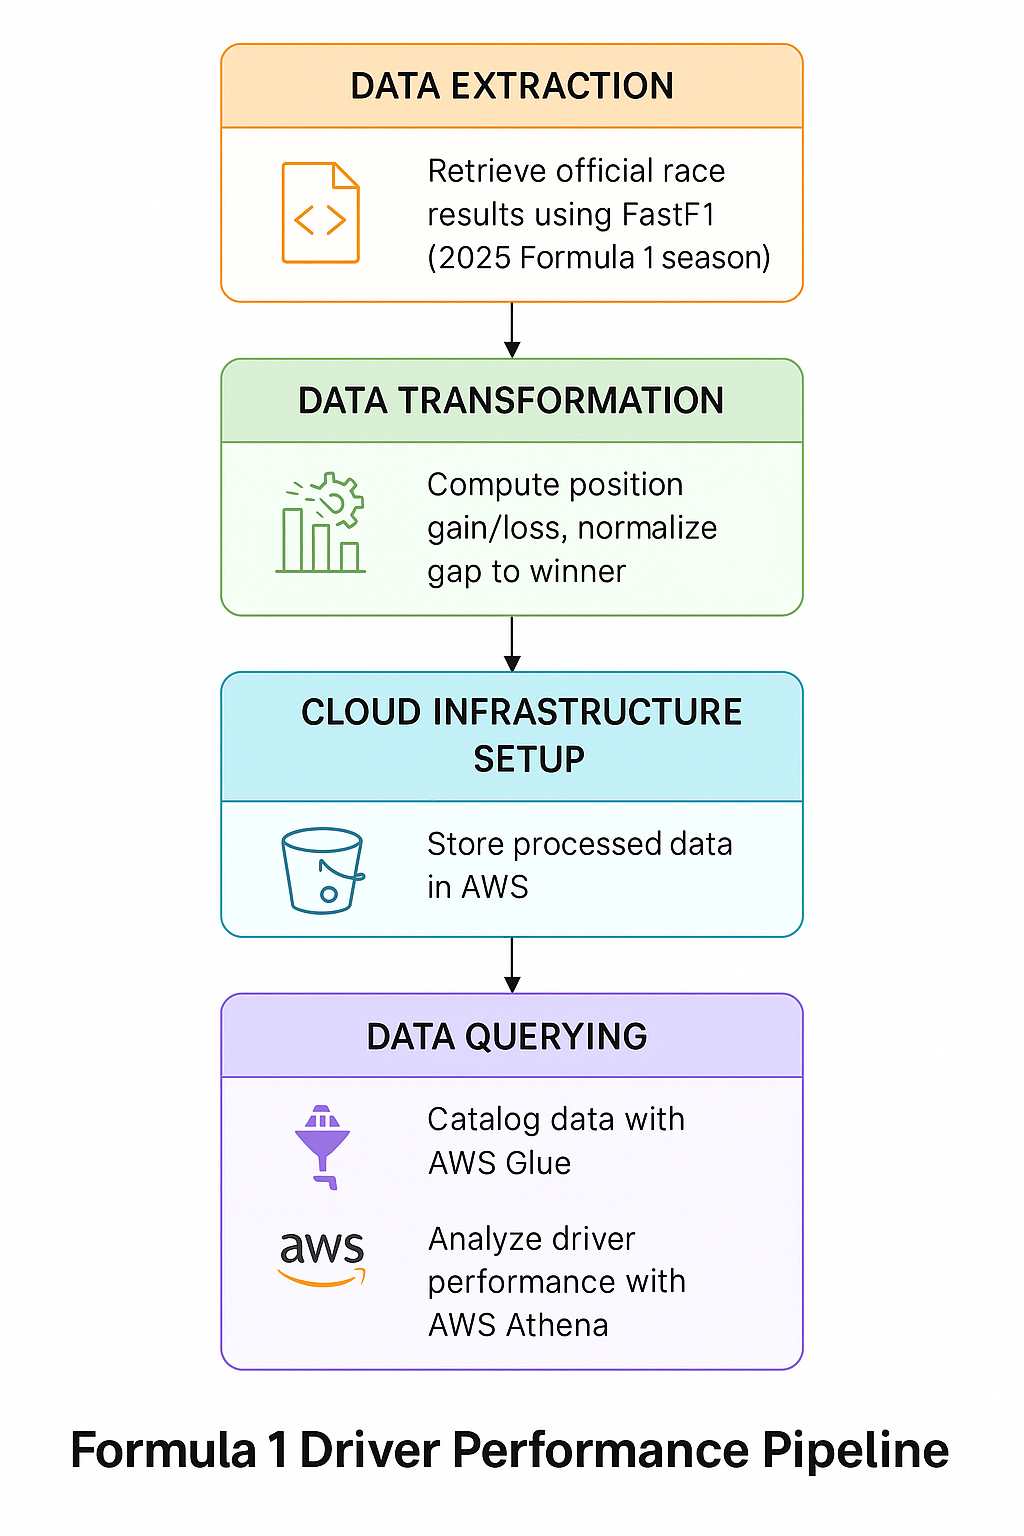 DATA EXTRACTION
Retrieve official race
results using FastF1
(2025 Formula 1 season)
DATA TRANSFORMATION
Compute position
gain/loss, normalize
gap to winner
CLOUD INFRASTRUCTURE
SETUP
Store processed data
in AWS
DATA QUERYING
Catalog data with
AWS Glue
aws
Analyze driver
performance with
AWS Athena
Formula 1 Driver Performance Pipeline